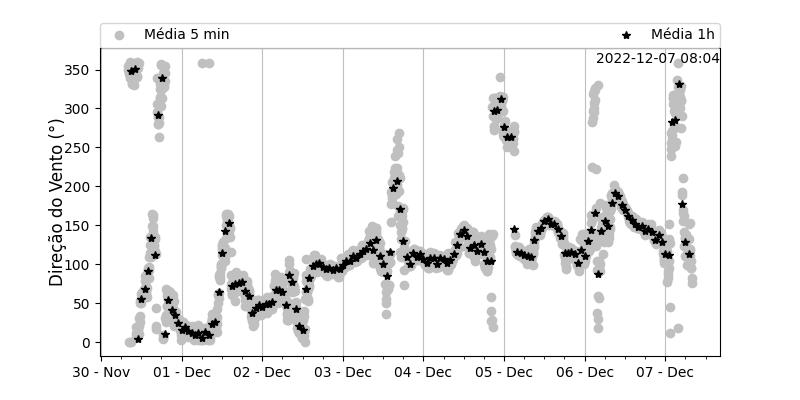 Média 5 min
Média 1h
2022-12-07 08:04
Direção do Vento (°)
350
300
250
200
150
100
50
0
30 - Nov
01 - Dec
02 - Dec
03 - Dec
04 - Dec
05 - Dec
06 - Dec
07 - Dec